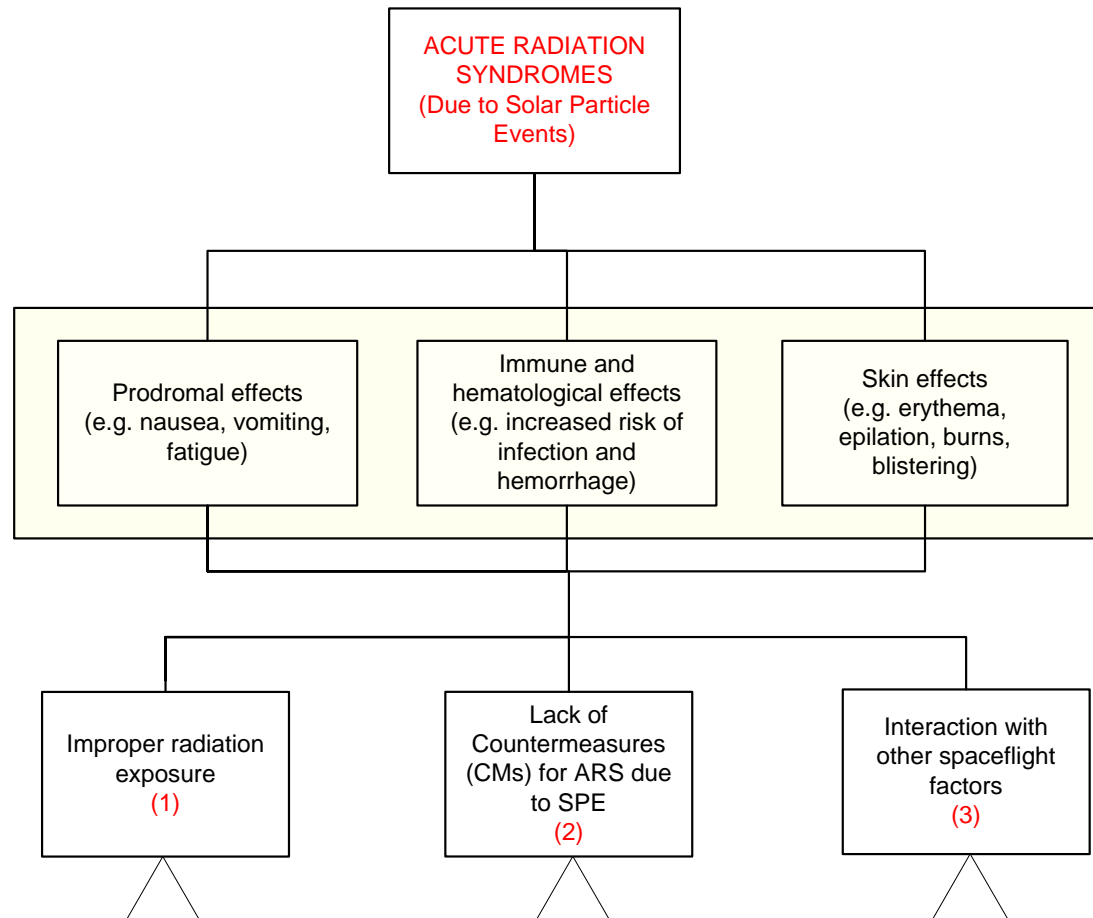 ACUTE RADIATION
SYNDROMES
(Due to Solar Particle
Events)
Prodromal effects
(e.g. nausea, vomiting,
fatigue)
Immune and
hematological effects
(e.g. increased risk of
infection and
hemorrhage)
Skin effects
(e.g. erythema,
epilation, burns,
blistering)
Improper radiation
exposure
(1)
Lack of
Countermeasures
(CMs) for ARS due
to SPE
(2)
Interaction with
other spaceflight
factors
(3)